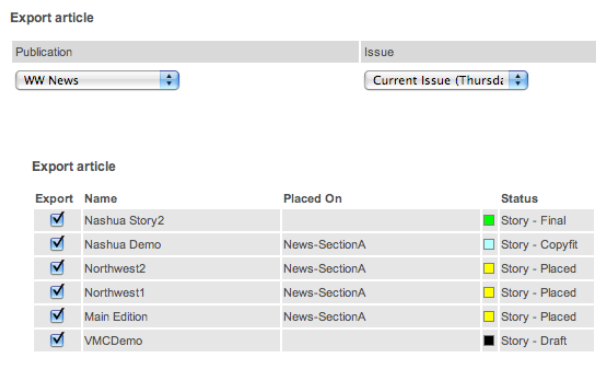 Export article
Publication Issue
WW News Current Issue (Thursda
Export article
Export Name Placed On Status
Nashua Story2 Story - Final
Nashua Demo News-SectionA Story - Copyfit
Northwest2 News-SectionA Story - Placed
Northwest1 News-SectionA Story - Placed
Main Edition News-SectionA Story - Placed
VMCDemo Story - Draft